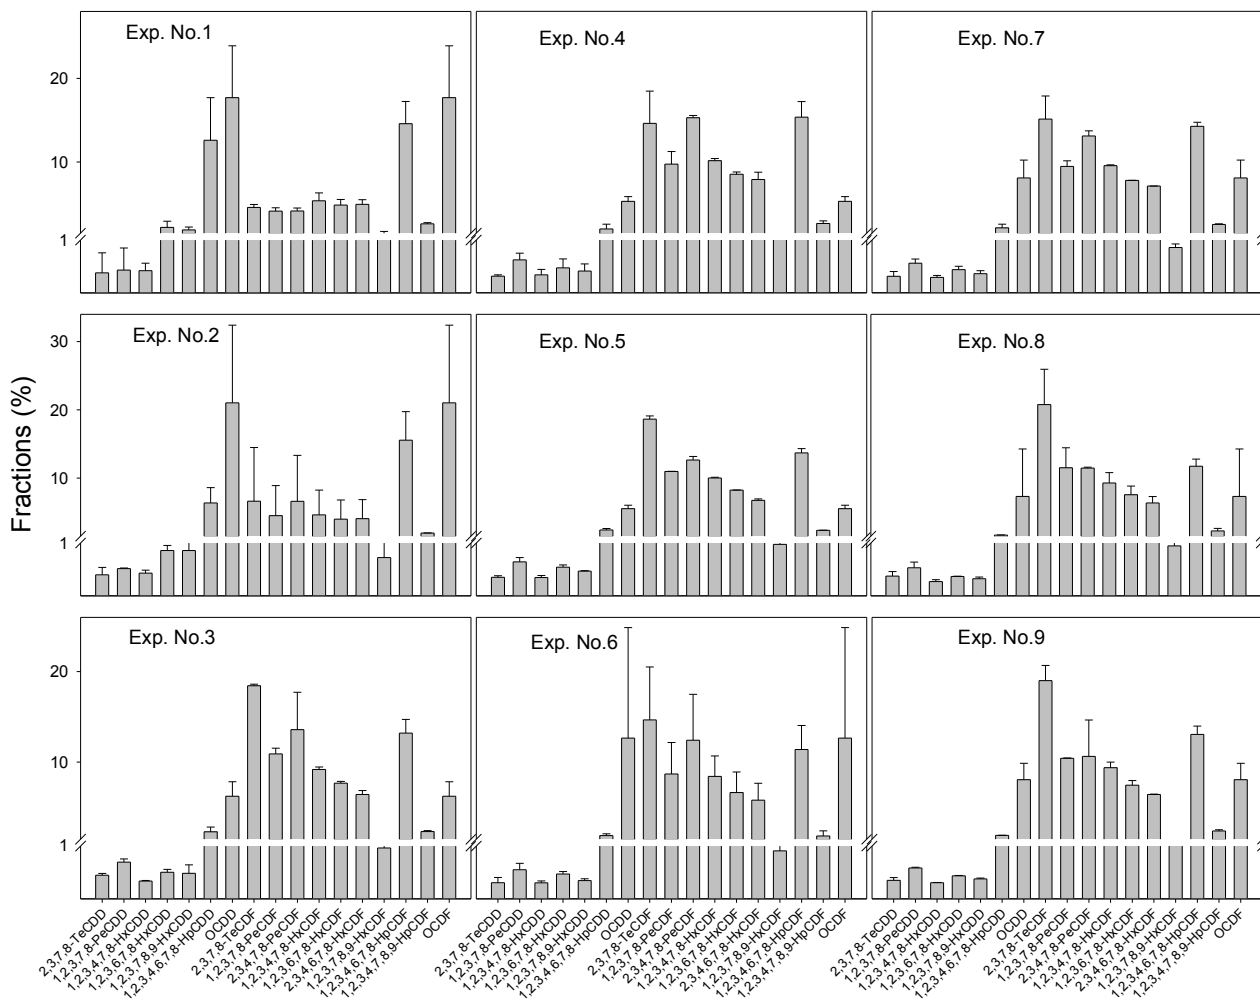 Exp. No.1
Exp. No.4
Exp. No.7
20
10
1
Fractions (%)
Exp. No.2
Exp. No.5
Exp. No.8
30
20
10
1
Exp. No.3
Exp. No.6
Exp. No.9
20
10
1
2,3,7,8-TeCDD
1,2,3,7,8-PeCDD
1,2,3,4,7,8-HxCDD
1,2,3,6,7,8-HxCDD
1,2,3,7,8,9-HxCDD
1,2,3,4,6,7,8-HpCDD
OCDD
2,3,7,8-TeCDF
1,2,3,7,8-PeCDF
2,3,4,7,8-PeCDF
1,2,3,4,7,8-HxCDF
1,2,3,6,7,8-HxCDF
2,3,4,6,7,8-HxCDF
1,2,3,7,8,9-HxCDF
1,2,3,4,6,7,8-HpCDF
1,2,3,4,7,8,9-HpCDF
OCDF
2,3,7,8-TeCDD
1,2,3,7,8-PeCDD
1,2,3,4,7,8-HxCDD
1,2,3,6,7,8-HxCDD
1,2,3,7,8,9-HxCDD
1,2,3,4,6,7,8-HpCDD
OCDD
2,3,7,8-TeCDF
1,2,3,7,8-PeCDF
2,3,4,7,8-PeCDF
1,2,3,4,7,8-HxCDF
1,2,3,6,7,8-HxCDF
2,3,4,6,7,8-HxCDF
1,2,3,7,8,9-HxCDF
1,2,3,4,6,7,8-HpCDF
1,2,3,4,7,8,9-HpCDF
OCDF
2,3,7,8-TeCDD
1,2,3,7,8-PeCDD
1,2,3,4,7,8-HxCDD
1,2,3,6,7,8-HxCDD
1,2,3,7,8,9-HxCDD
1,2,3,4,6,7,8-HpCDD
OCDD
2,3,7,8-TeCDF
1,2,3,7,8-PeCDF
2,3,4,7,8-PeCDF
1,2,3,4,7,8-HxCDF
1,2,3,6,7,8-HxCDF
2,3,4,6,7,8-HxCDF
1,2,3,7,8,9-HxCDF
1,2,3,4,6,7,8-HpCDF
1,2,3,4,7,8,9-HpCDF
OCDF